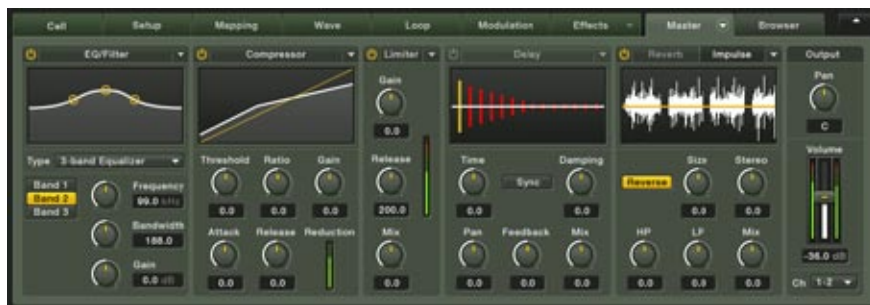 Cell Setup Mapping Wave Loop Modulation Effects Master Browser
EQ/Filter Compressor Limiter Delay Reverb Impulse Output
Gain Pan
0.0 C
Type 3-band Equalizer Threshold Ratio Gain Release Time Damping Size Stereo Volume
Band 1 Frequency Sync Reverse
Band 2 99.0 kHz 0.0 0.0 0.0 200.0 0.0 0.0 0.0 0.0
Band 3
Bandwidth Attack Release Reduction Mix Pan Feedback Mix HP LF Mix
188.0
-36.0 dB
Gain
0.0 dB 0.0 0.0 0.0 0.0 0.0 0.0 0.0 0.0 0.0 Ch 1-2